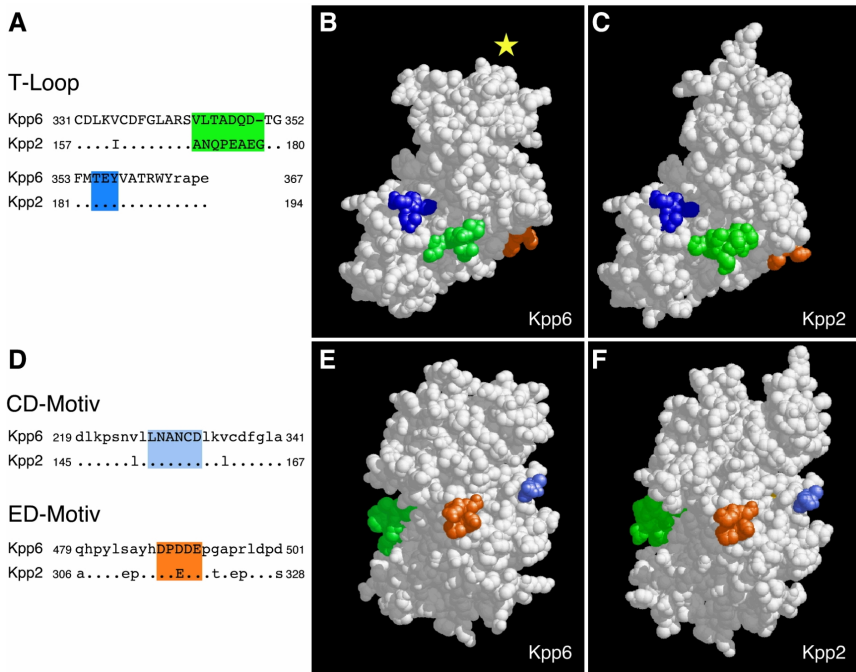 A
T-Loop
Kpp6 331 CDLKVCDFGLARSVLTADQD-TG 352
Kpp2 157 ....I........ANQPEAEG.. 180
Kpp6 353 FMTEYVATRWYrape 367
Kpp2 181 ............... 194
B
Kpp6
C
Kpp2
D
CD-Motiv
Kpp6 219 dlkpsnvlLNANCDlkvcdfgla 341
Kpp2 145 ......l.........l...... 167
ED-Motiv
Kpp6 479 qhpylsayhDPDDEpgaprldpd 501
Kpp2 306 a....ep....E...t.ep...s 328
E
Kpp6
F
Kpp2